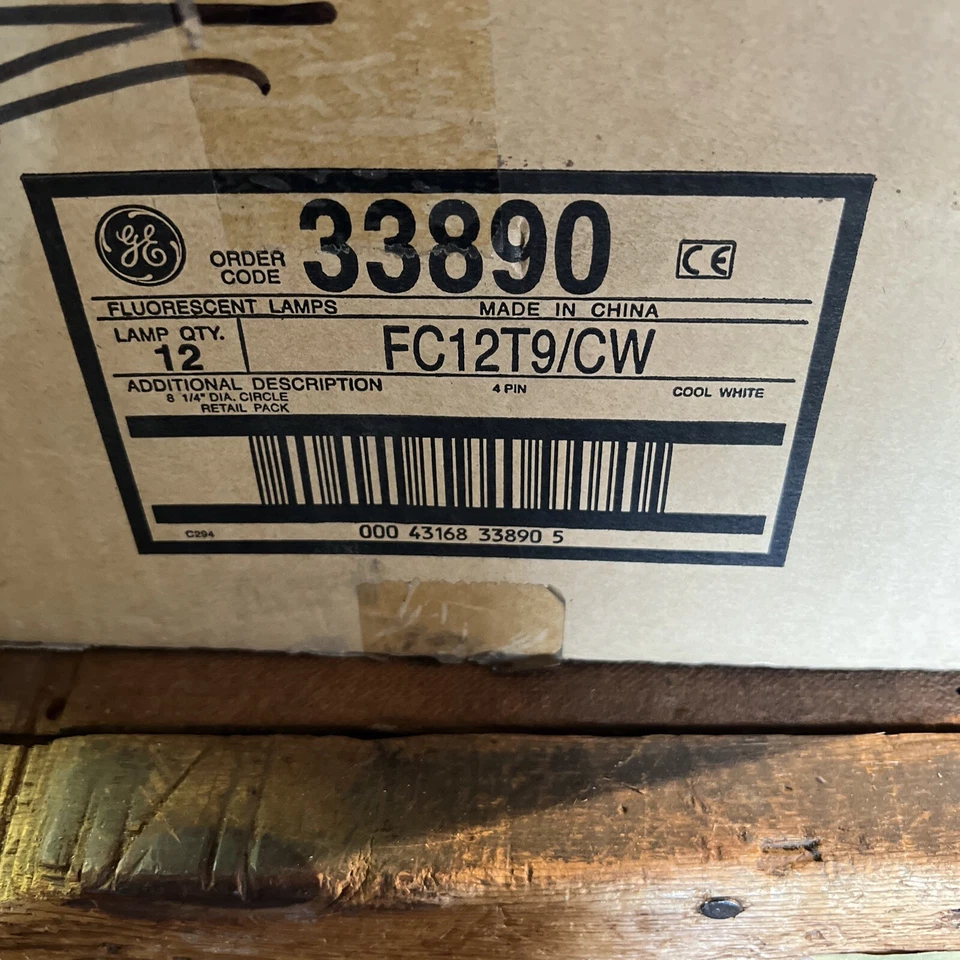 GE
ORDER CODE 33890 CE
FLUORESCENT LAMPS MADE IN CHINA
LAMP QTY. 12 FC12T9/CW
ADDITIONAL DESCRIPTION 4 PIN COOL WHITE
8 1/4" DIA. CIRCLE
RETAIL PACK
C294 000 43168 33890 5